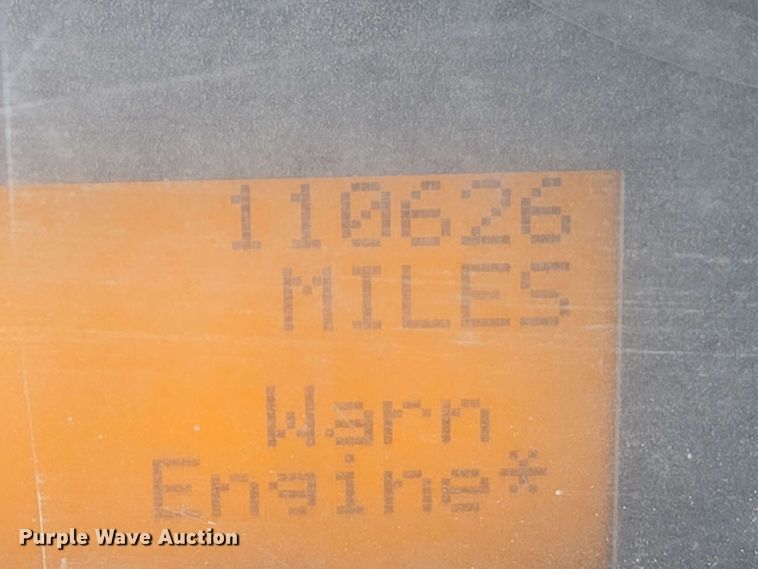 110626
MILES
Warn
Engine*
Purple Wave Auction